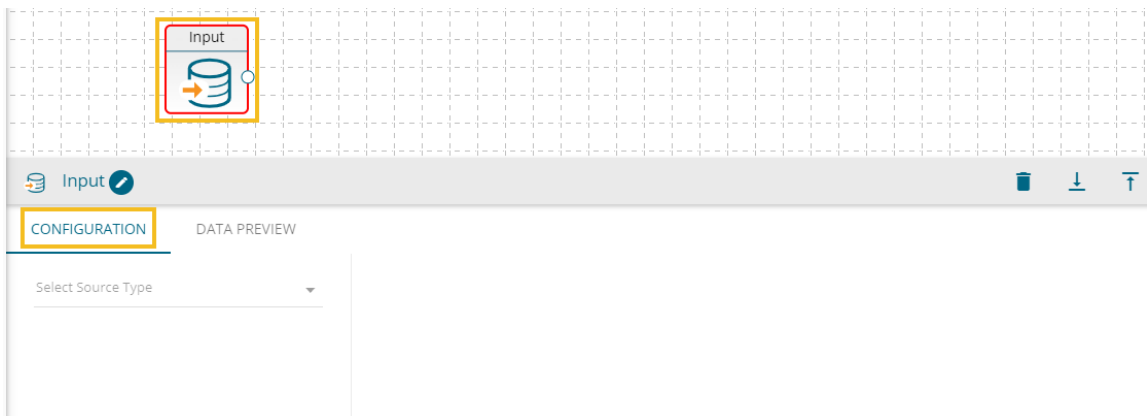 Input
Input
CONFIGURATION
DATA PREVIEW
Select Source Type